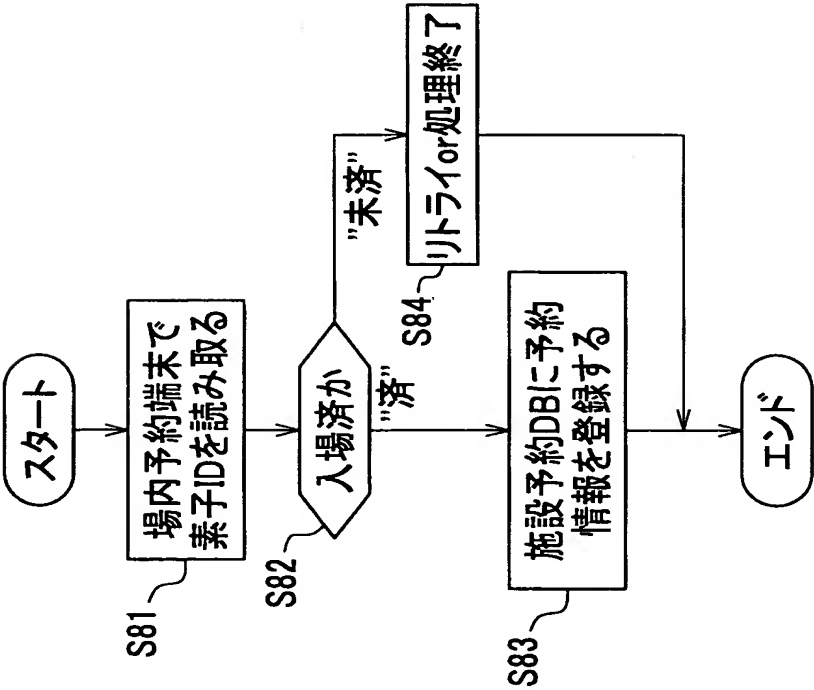 スタート
S81
場内予約端末で
素子IDを読み取る
S82
入場済か
"未済"
"済"
S84
リトライor処理終了
S83
施設予約DBに予約
情報を登録する
エンド